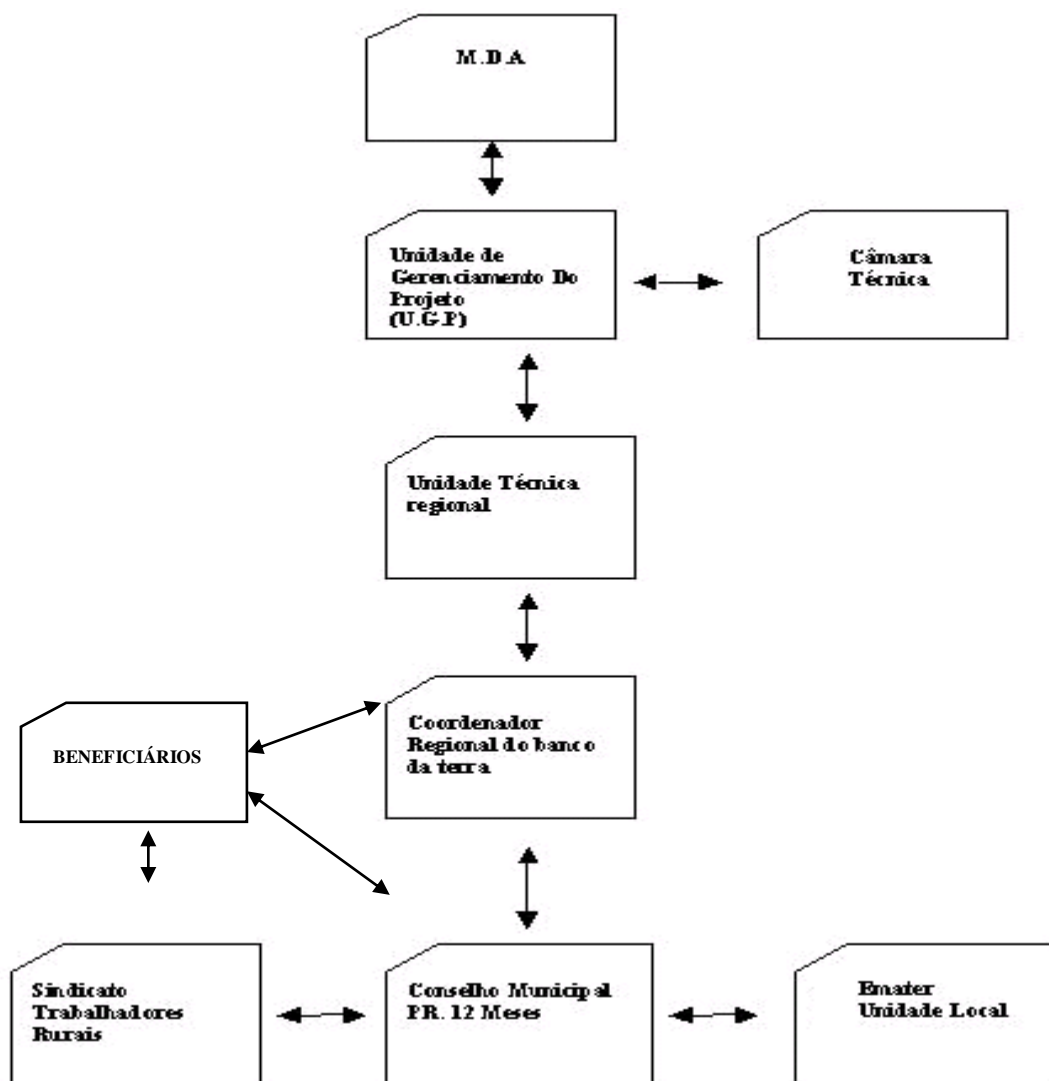 M.D.A
Unidade de
Gerenciamento Do
Projeto
(U.G.P)
Câmara
Técnica
Unidade Técnica
regional
BENEFICIÁRIOS
Coordenador
Regional do banco
da terra
Sindicato
Trabalhadores
Rurais
Conselho Municipal
PR. 12 Meses
Emater
Unidade Local